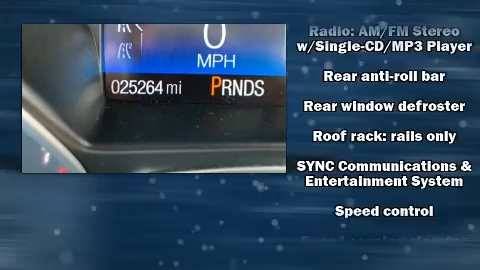 0
MPH
025264 mi PRNDS
Radio: AM/FM Stereo
w/Single-CD/MP3 Player
Rear anti-roll bar
Rear window defroster
Roof rack: rails only
SYNC Communications &
Entertainment System
Speed control